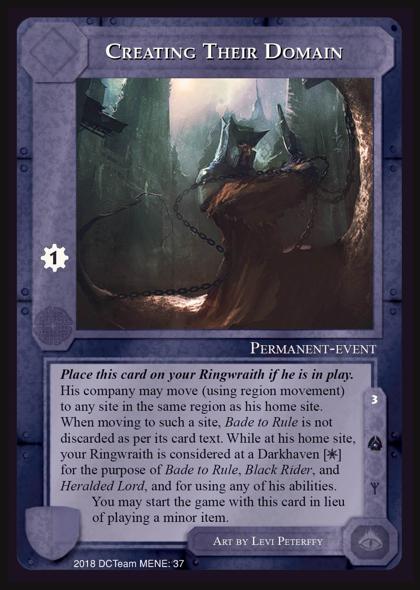 Creating Their Domain
1
Permanent-event
Place this card on your Ringwraith if he is in play.
His company may move (using region movement)
to any site in the same region as his home site.
When moving to such a site, Bade to Rule is not
discarded as per its card text. While at his home site,
your Ringwraith is considered at a Darkhaven [☀]
for the purpose of Bade to Rule, Black Rider, and
Heralded Lord, and for using any of his abilities.
You may start the game with this card in lieu
of playing a minor item.
3
Art by Levi Peterffy
2018 DCTeam MENE: 37